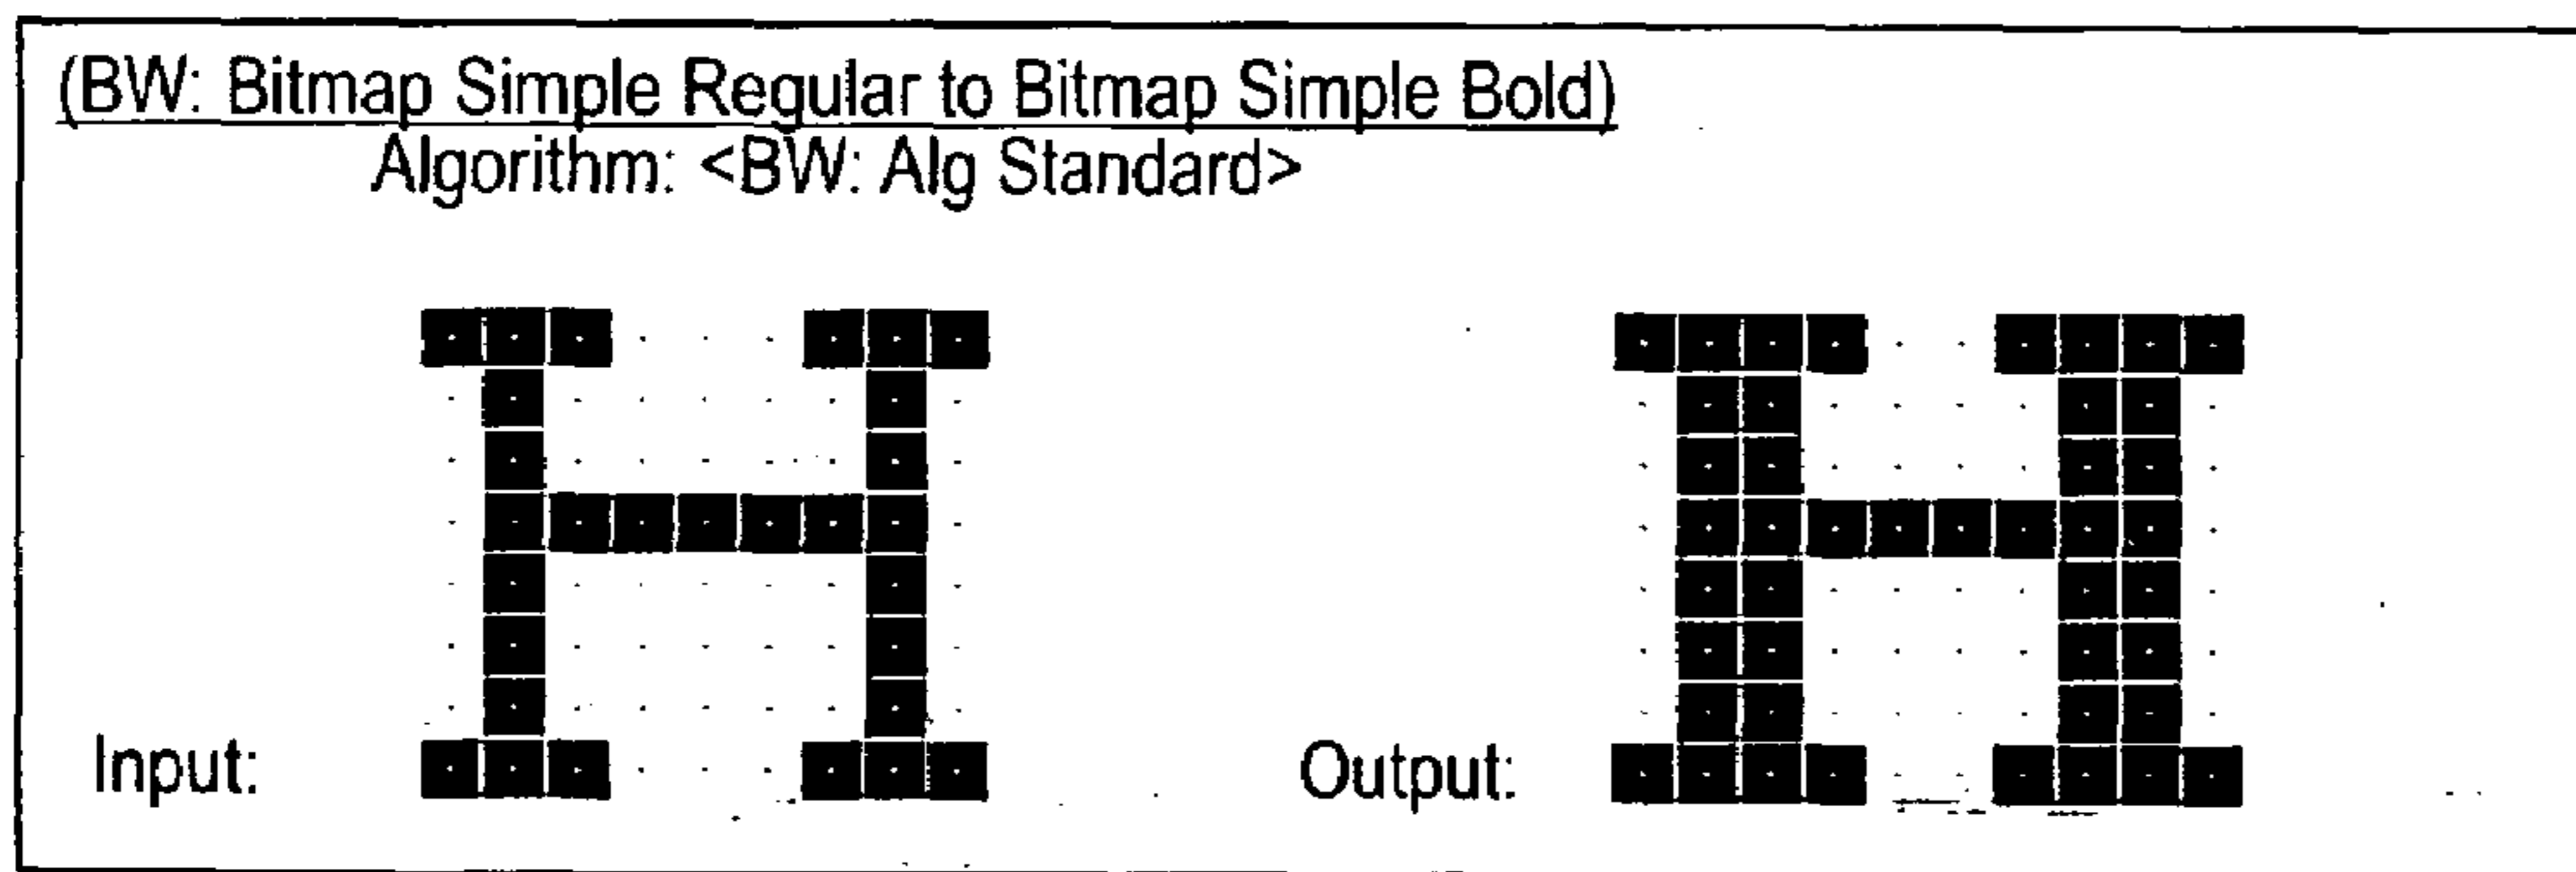 (BW: Bitmap Simple Regular to Bitmap Simple Bold)
Algorithm: <BW: Alg Standard>
Input:
Output: